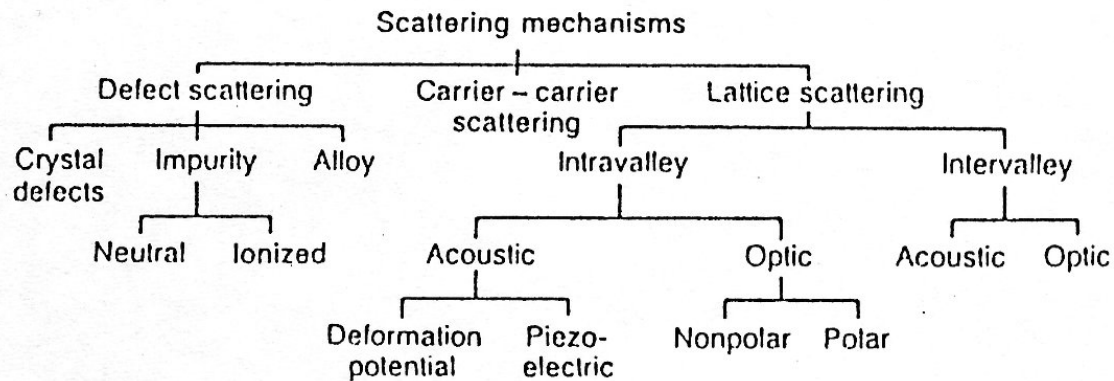 Scattering mechanisms
Defect scattering
Carrier – carrier
scattering
Lattice scattering
Crystal
defects
Impurity
Alloy
Intravalley
Intervalley
Neutral
Ionized
Acoustic
Optic
Acoustic
Optic
Deformation
potential
Piezo-
electric
Nonpolar
Polar